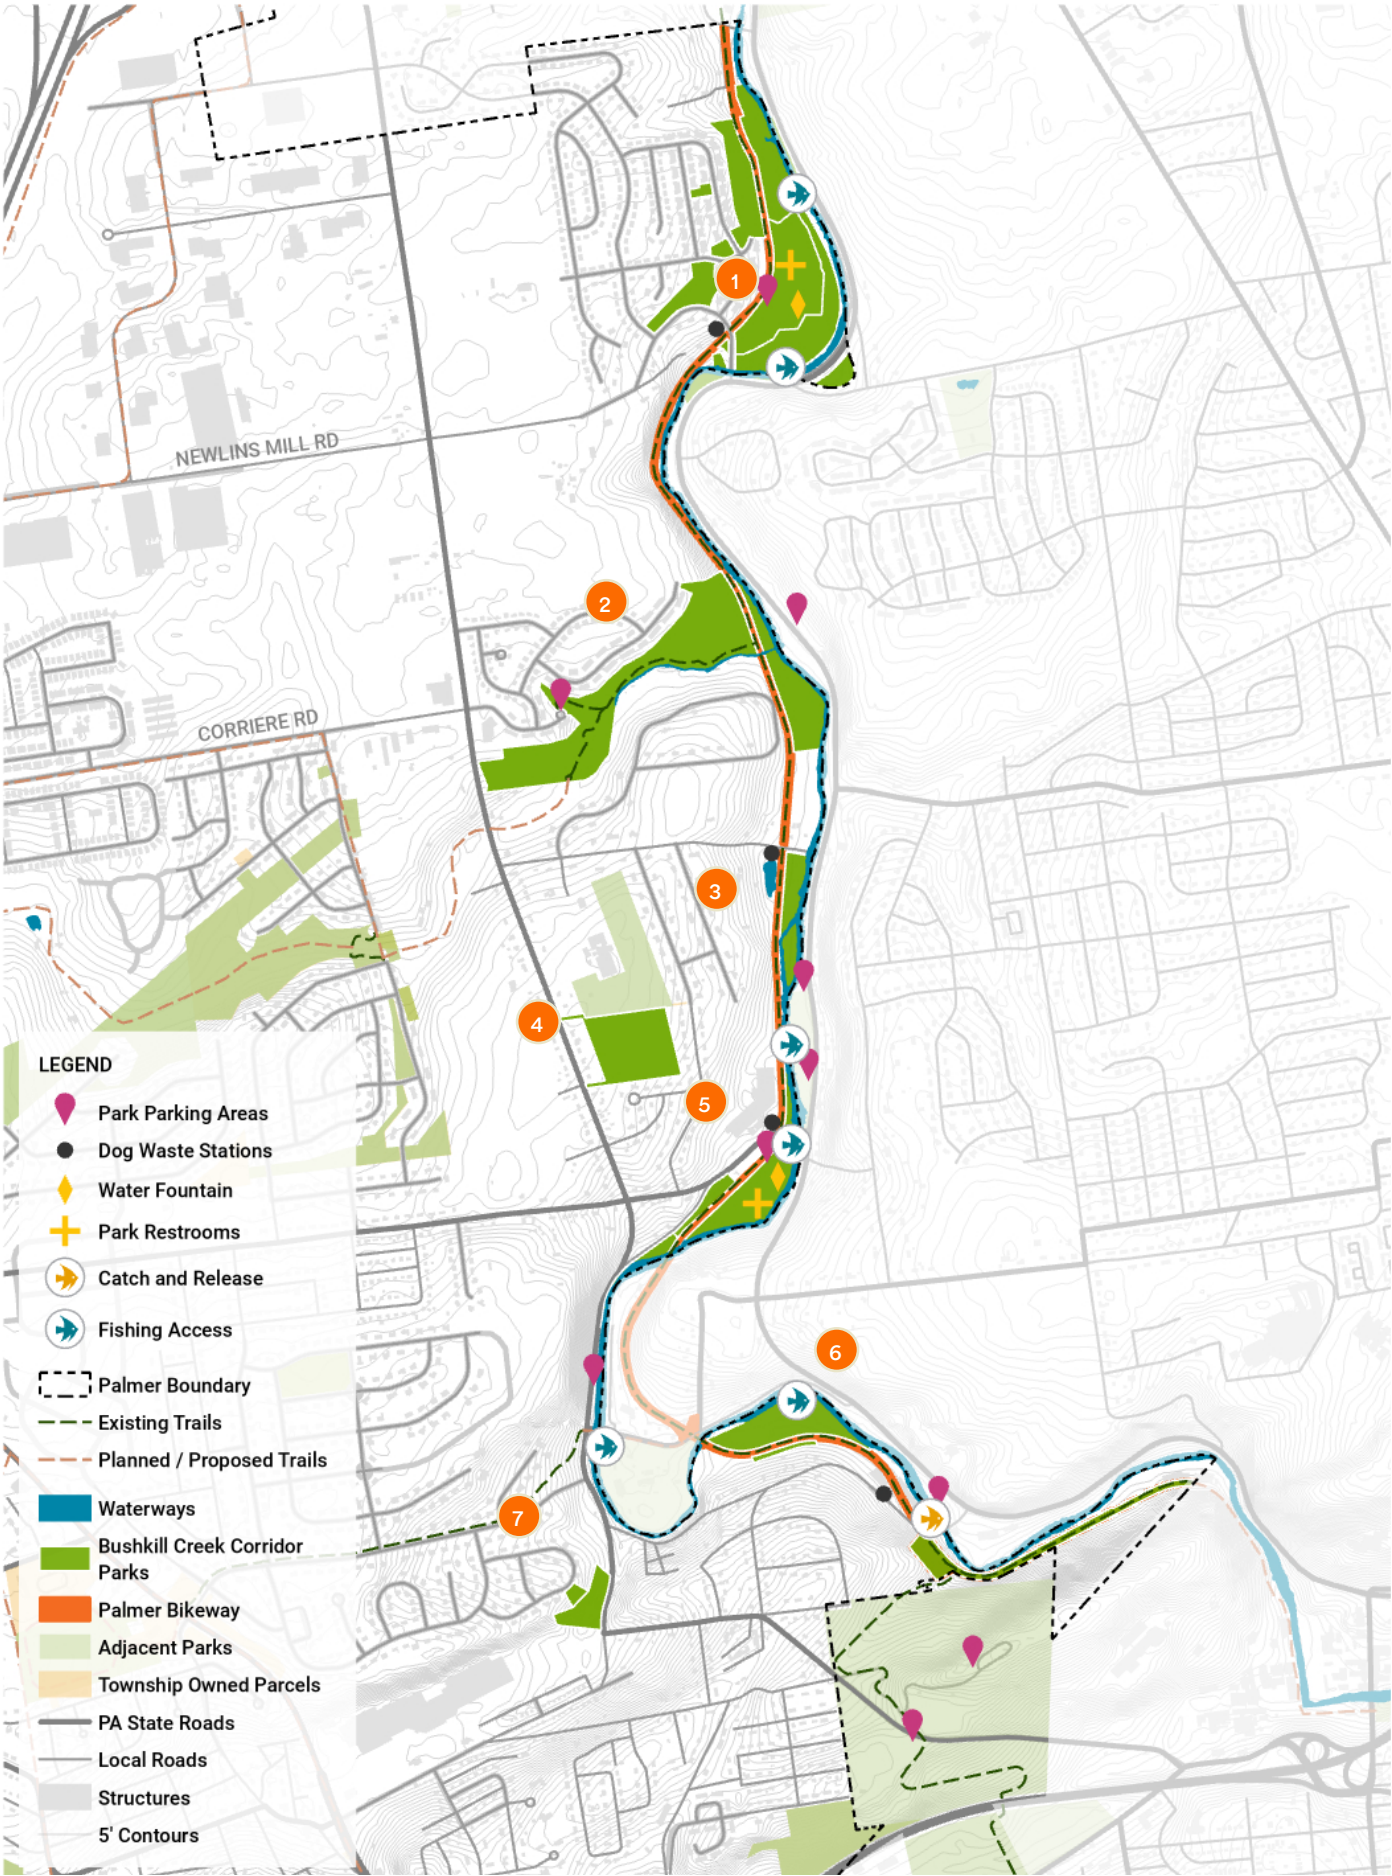 1
NEWLINS MILL RD
2
CORRIERE RD
3
4
5
6
7
LEGEND
Park Parking Areas
Dog Waste Stations
Water Fountain
Park Restrooms
Catch and Release
Fishing Access
Palmer Boundary
Existing Trails
Planned / Proposed Trails
Waterways
Bushkill Creek Corridor
Parks
Palmer Bikeway
Adjacent Parks
Township Owned Parcels
PA State Roads
Local Roads
Structures
5' Contours